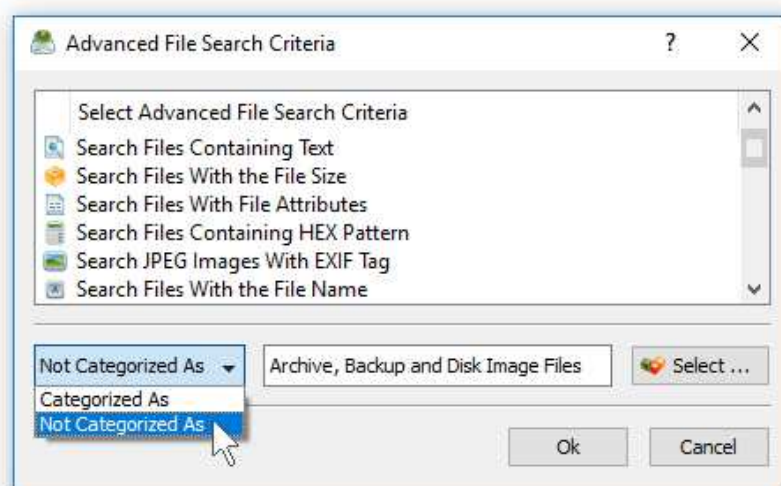 Advanced File Search Criteria ?
Select Advanced File Search Criteria
Search Files Containing Text
Search Files With the File Size
Search Files With File Attributes
Search Files Containing HEX Pattern
Search JPEG Images With EXIF Tag
Search Files With the File Name
Not Categorized As Archive, Backup and Disk Image Files Select ...
Categorized As
Not Categorized As
Ok Cancel